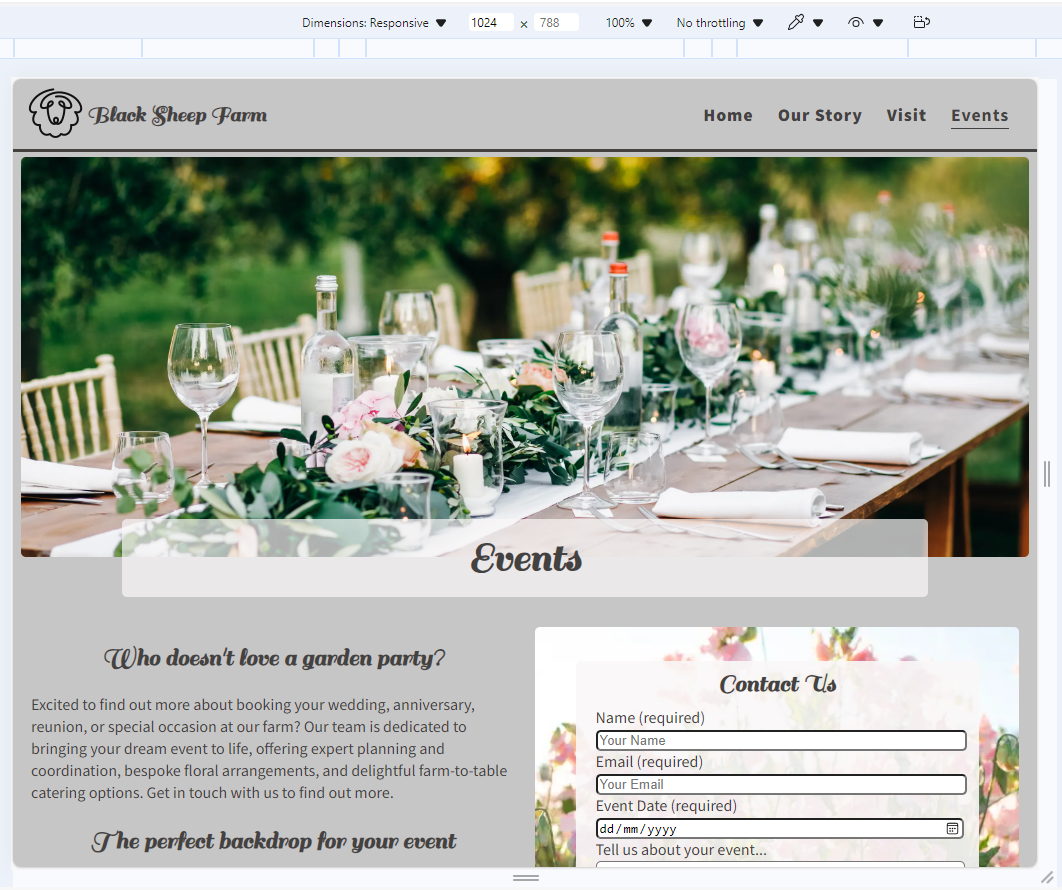 Dimensions: Responsive 1024 × 788 100% No throttling
Black Sheep Farm
Home Our Story Visit Events
Events
Who doesn't love a garden party?
Excited to find out more about booking your wedding, anniversary,
reunion, or special occasion at our farm? Our team is dedicated to
bringing your dream event to life, offering expert planning and
coordination, bespoke floral arrangements, and delightful farm-to-table
catering options. Get in touch with us to find out more.
The perfect backdrop for your event
Contact Us
Name (required)
Your Name
Email (required)
Your Email
Event Date (required)
dd/mm/yyyy
Tell us about your event...